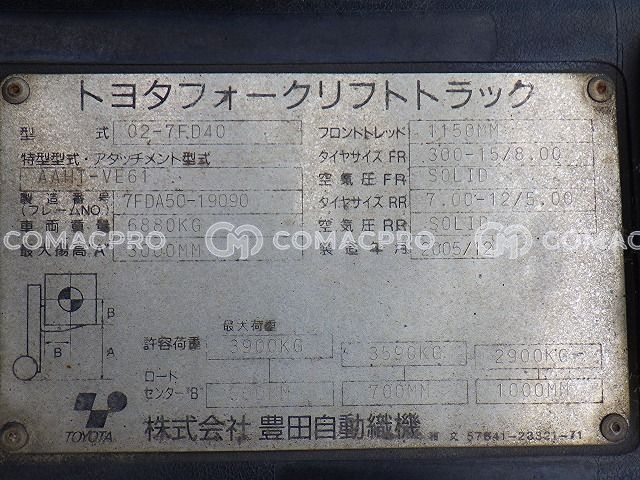 トヨタフォークリフトトラック
型式 02-7FD40 フロントトレッド 1150MM
特型型式・アタッチメント型式 タイヤサイズ FR 300-15/8.00
AAHT-VE61 空気圧 FR SOLID
製造番号 (フレームNO.) 7FDA50-19090 タイヤサイズ RR 7.00-12/5.00
車両質量 6880KG 空気圧 RR SOLID
最大揚高 A 3000MM 製造年月 2005/12
COMACPRO COMACPRO COMACPRO
B
B
A
最大荷重
許容荷重 3900KG 3590KG 2900KG
ロードセンター "B" 700MM 1000MM
TOYOTA 株式会社 豊田自動織機 57641-23321-71